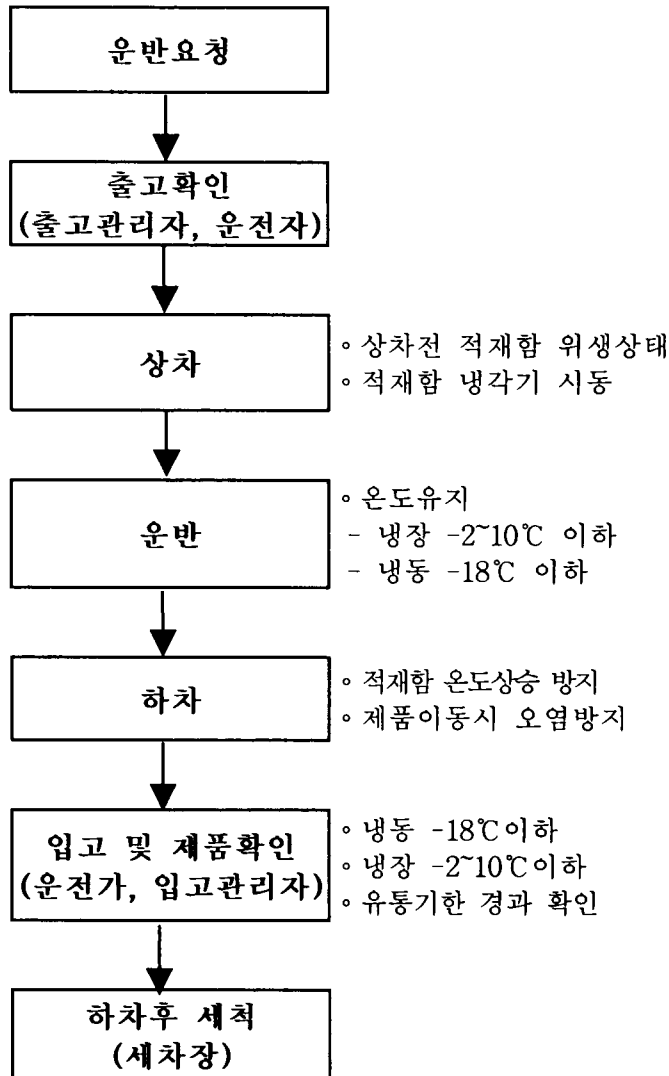 운반요청
출고확인
(출고관리자, 운전자)
상차
∘ 상차전 적재함 위생상태
∘ 적재함 냉각기 시동
운반
∘ 온도유지
- 냉장 -2~10℃ 이하
- 냉동 -18℃ 이하
하차
∘ 적재함 온도상승 방지
∘ 제품이동시 오염방지
입고 및 제품확인
(운전가, 입고관리자)
∘ 냉동 -18℃이하
∘ 냉장 -2~10℃이하
∘ 유통기한 경과 확인
하차후 세척
(세차장)